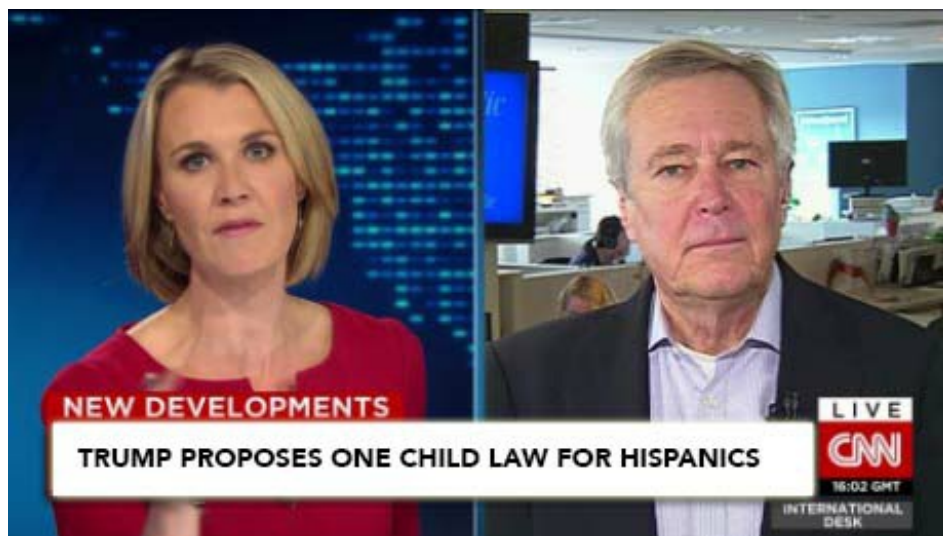 NEW DEVELOPMENTS
TRUMP PROPOSES ONE CHILD LAW FOR HISPANICS
LIVE
CNN
16:02 GMT
INTERNATIONAL
DESK